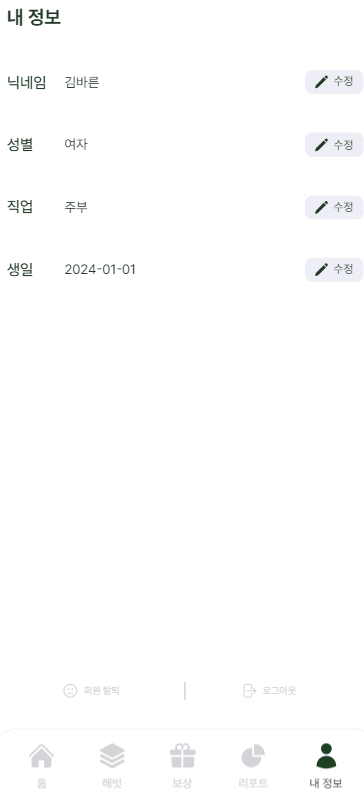 내 정보
닉네임 김바른 수정
성별 여자 수정
직업 주부 수정
생일 2024-01-01 수정
회원 탈퇴 로그아웃
홈 해빗 보상 리포트 내 정보